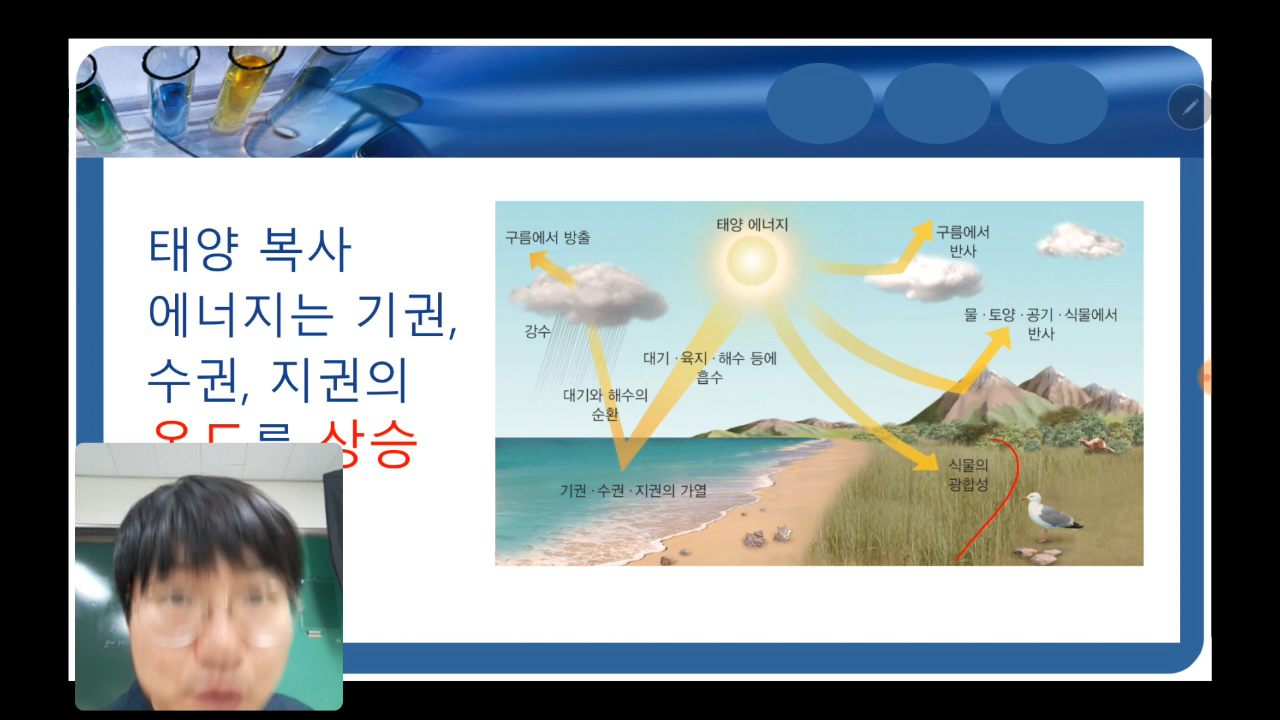 태양 복사
에너지는 기권,
수권, 지권의
상승
태양 에너지
구름에서 방출
구름에서
반사
강수
물·토양·공기·식물에서
반사
대기·육지·해수 등에
흡수
대기와 해수의
순환
식물의
광합성
기권·수권·지권의 가열